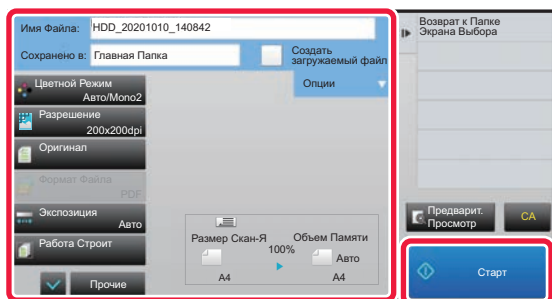 Имя Файла: HDD_20201010_140842
Сохранено в: Главная Папка
Создать
загружаемый файл
Опции
Цветной Режим
Авто/Mono2
Разрешение
200x200dpi
Оригинал
Формат Файла
PDF
Экспозиция
Авто
Работа Строит
Прочие
Размер Скан-Я
100%
Объем Памяти
Авто
A4
A4
Возврат к Папке
Экрана Выбора
Предварит.
Просмотр
CA
Старт